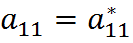 a₁₁ = a*₁₁